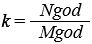 k = Ngod / Mgod